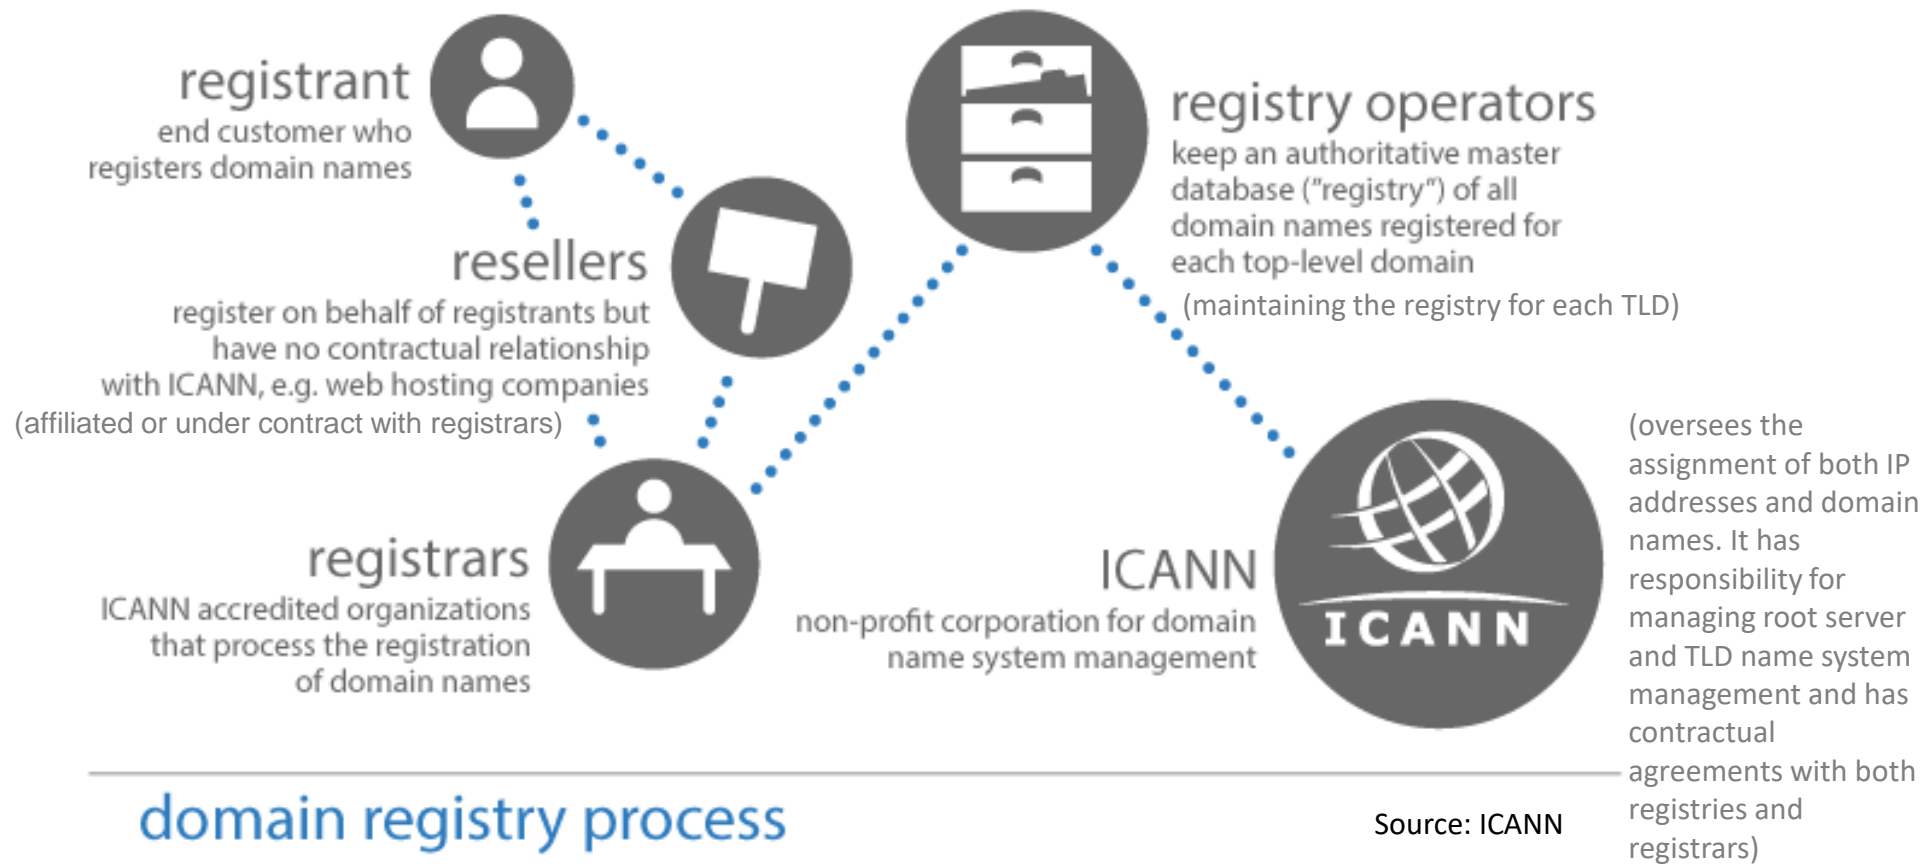 registrant
end customer who
registers domain names
resellers
register on behalf of registrants but
have no contractual relationship
with ICANN, e.g. web hosting companies
(affiliated or under contract with registrars)
registrars
ICANN accredited organizations
that process the registration
of domain names
registry operators
keep an authoritative master
database ("registry") of all
domain names registered for
each top-level domain
(maintaining the registry for each TLD)
ICANN
non-profit corporation for domain
name system management
ICANN
(oversees the
assignment of both IP
addresses and domain
names. It has
responsibility for
managing root server
and TLD name system
management and has
contractual
agreements with both
registries and
registrars)
domain registry process
Source: ICANN